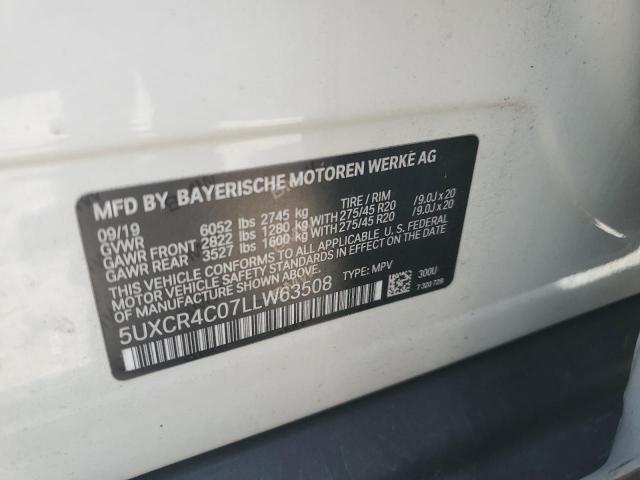 MFD BY BAYERISCHE MOTOREN WERKE AG
09/19 TIRE / RIM
GVWR 6052 lbs 2745 kg
GAWR FRONT 2822 lbs 1280 kg WITH 275/45 R20 / 9.0J x 20
GAWR REAR 3527 lbs 1600 kg WITH 275/45 R20 / 9.0J x 20
THIS VEHICLE CONFORMS TO ALL APPLICABLE U. S. FEDERAL
MOTOR VEHICLE SAFETY STANDARDS IN EFFECT ON THE DATE
OF MANUFACTURE SHOWN ABOVE.
5UXCR4C07LLW63508 TYPE: MPV 300U